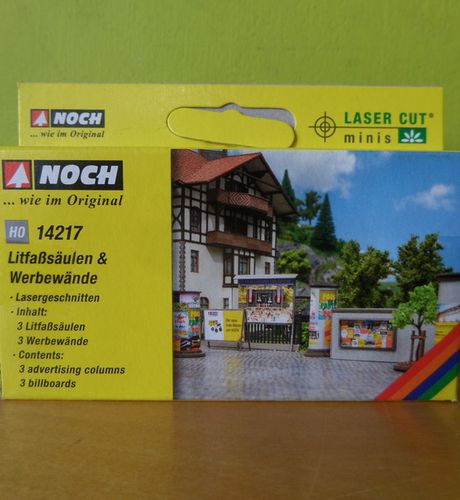 NOCH
... wie im Original
LASER CUT®
minis
NOCH
... wie im Original
H0 14217
Litfaßsäulen &
Werbewände
· Lasergeschnitten
· Inhalt:
3 Litfaßsäulen
3 Werbewände
· Contents:
3 advertising columns
3 billboards